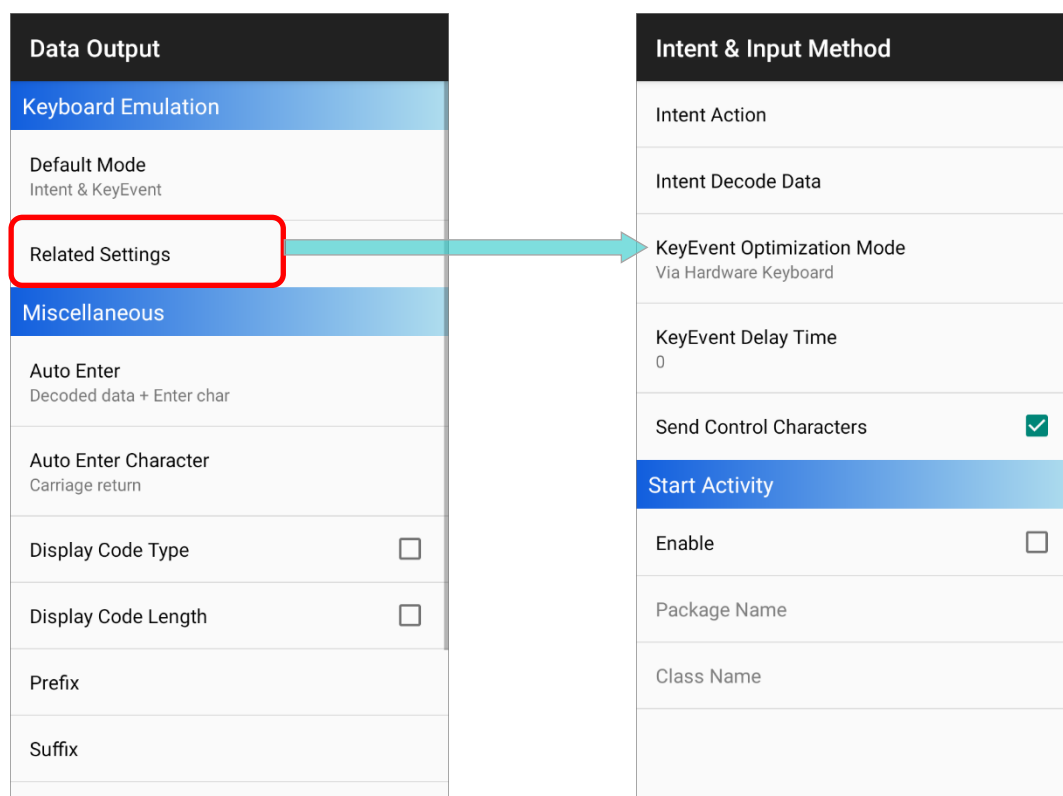 Data Output
Keyboard Emulation
Default Mode
Intent & KeyEvent
Related Settings
Miscellaneous
Auto Enter
Decoded data + Enter char
Auto Enter Character
Carriage return
Display Code Type
Display Code Length
Prefix
Suffix
Intent & Input Method
Intent Action
Intent Decode Data
KeyEvent Optimization Mode
Via Hardware Keyboard
KeyEvent Delay Time
0
Send Control Characters
Start Activity
Enable
Package Name
Class Name